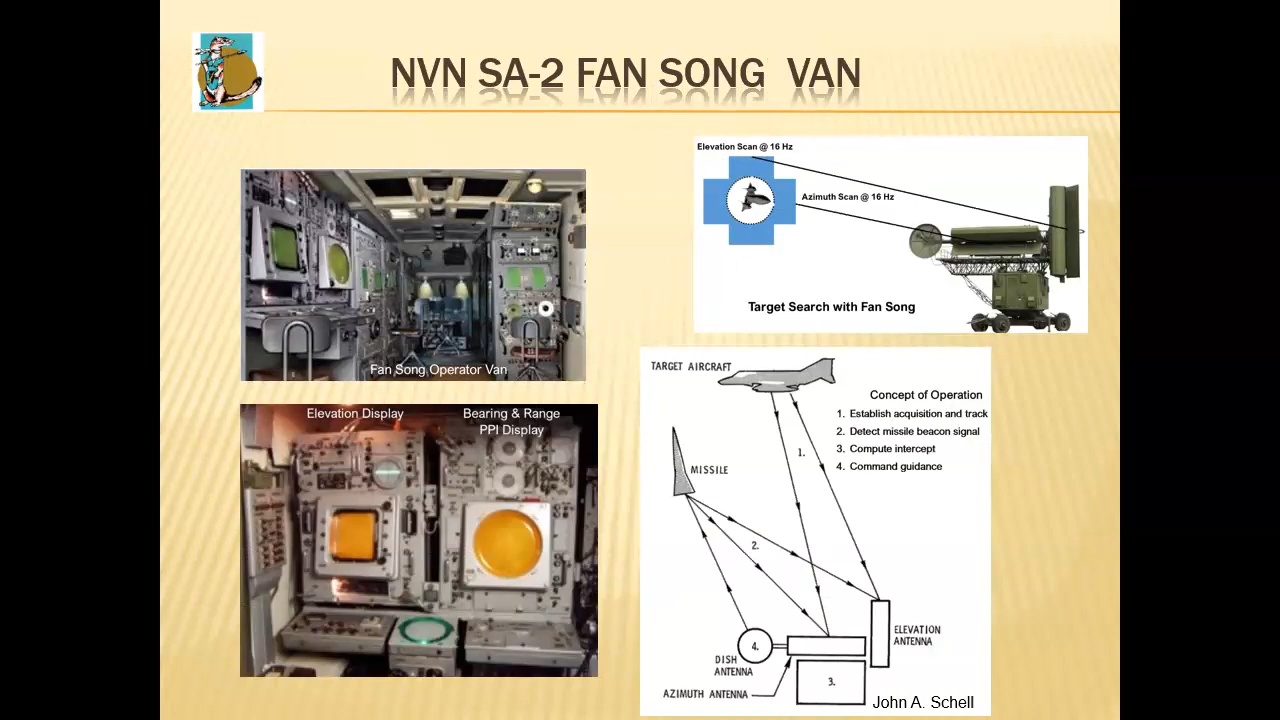 NVN SA-2 FAN SONG VAN
Fan Song Operator Van
Elevation Display
Bearing & Range
PPI Display
Elevation Scan @ 16 Hz
Azimuth Scan @ 16 Hz
Target Search with Fan Song
TARGET AIRCRAFT
Concept of Operation
1. Establish acquisition and track
2. Detect missile beacon signal
3. Compute intercept
4. Command guidance
1.
MISSILE
2.
ELEVATION
ANTENNA
4.
DISH
ANTENNA
3.
AZIMUTH ANTENNA
John A. Schell